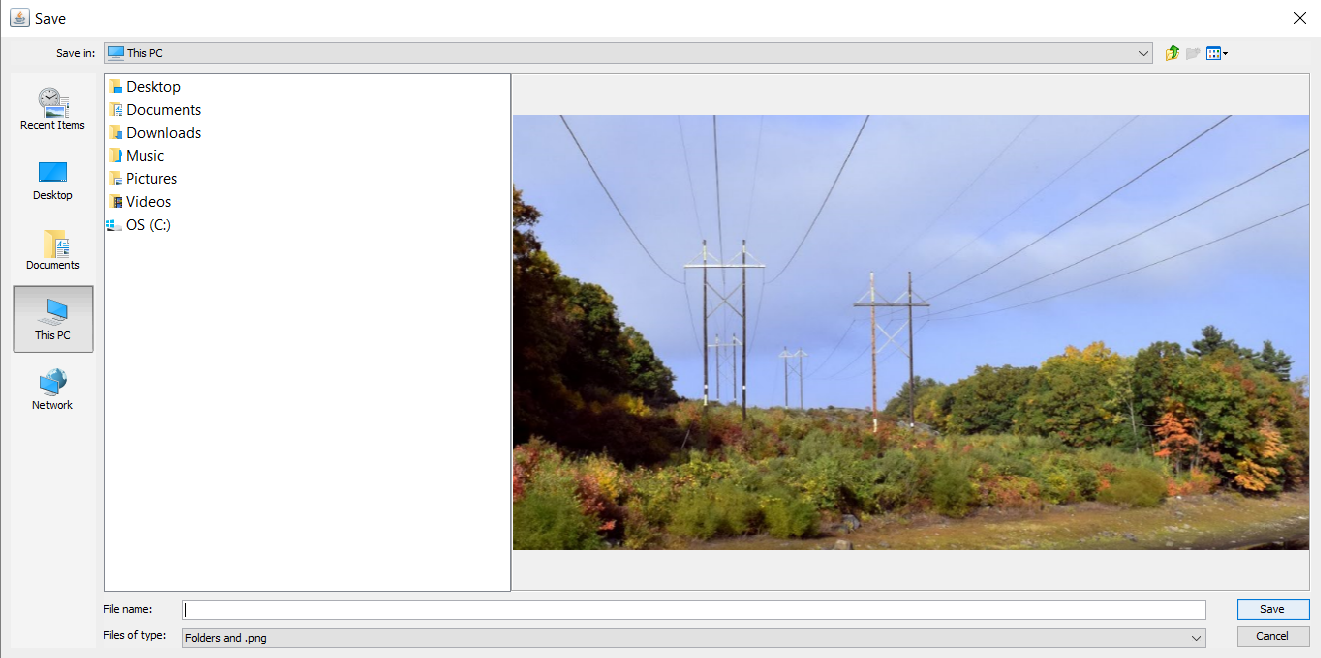 Save
Save in: This PC
Recent Items
Desktop
Documents
This PC
Network
Desktop
Documents
Downloads
Music
Pictures
Videos
OS (C:)
File name:
Save
Files of type: Folders and .png
Cancel